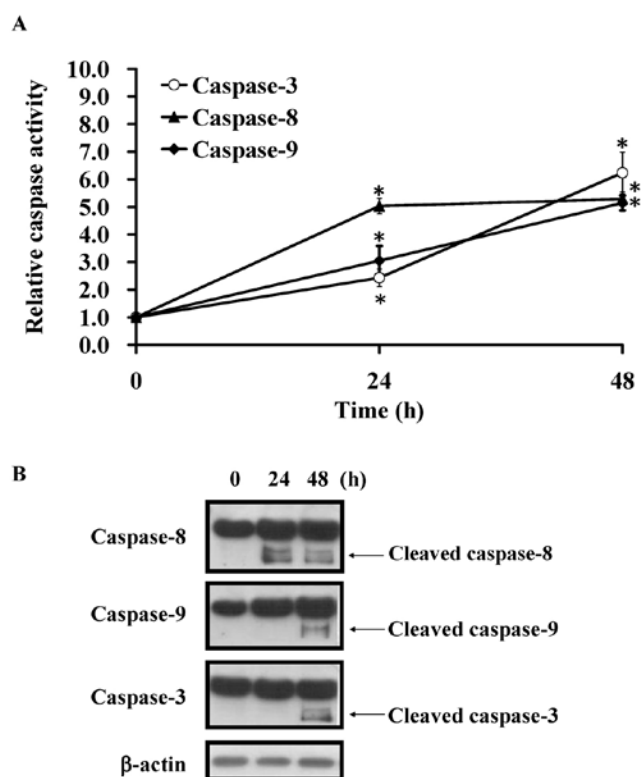 A
Relative caspase activity
10.0
9.0
8.0
7.0
6.0
5.0
4.0
3.0
2.0
1.0
0.0
Caspase-3
Caspase-8
Caspase-9
*
*
*
*
*
*
0
24
48
Time (h)
B
0 24 48 (h)
Caspase-8
Cleaved caspase-8
Caspase-9
Cleaved caspase-9
Caspase-3
Cleaved caspase-3
β-actin